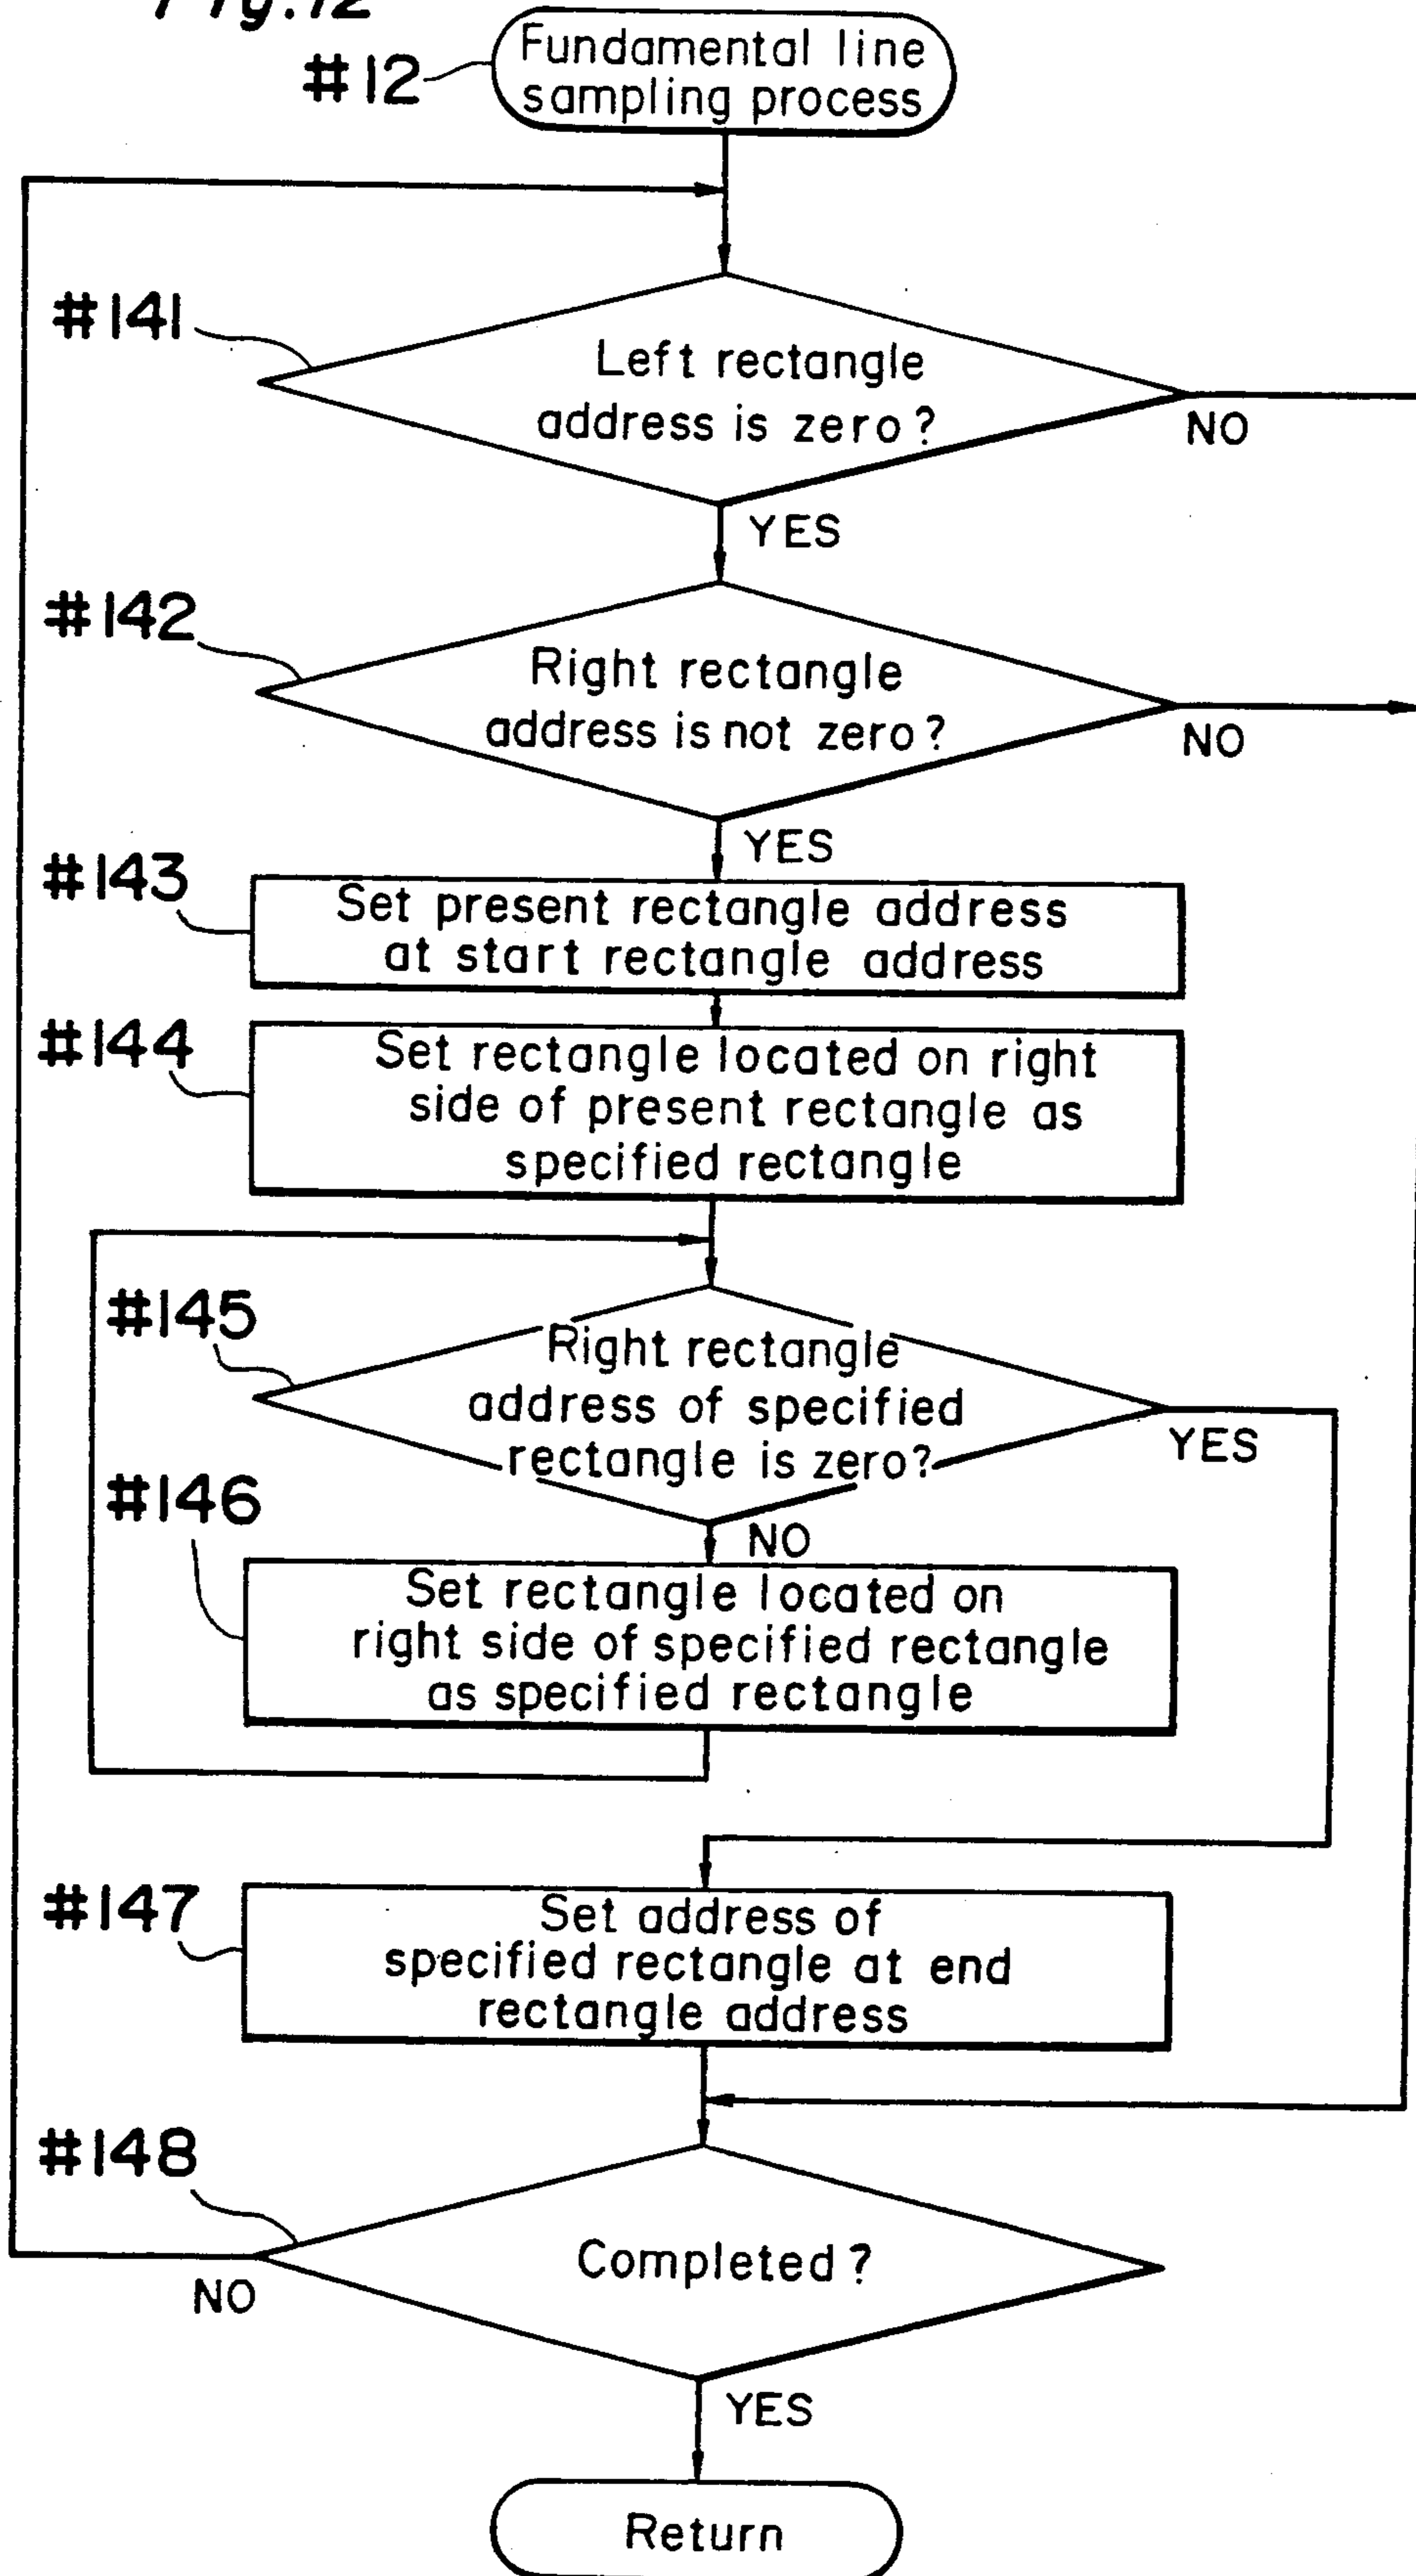 Fig.12
#12
Fundamental line
sampling process
#141
Left rectangle
address is zero?
NO
YES
#142
Right rectangle
address is not zero?
NO
YES
#143
Set present rectangle address
at start rectangle address
#144
Set rectangle located on right
side of present rectangle as
specified rectangle
#145
Right rectangle
address of specified
rectangle is zero?
YES
#146
NO
Set rectangle located on
right side of specified rectangle
as specified rectangle
#147
Set address of
specified rectangle at end
rectangle address
#148
Completed?
NO
YES
Return